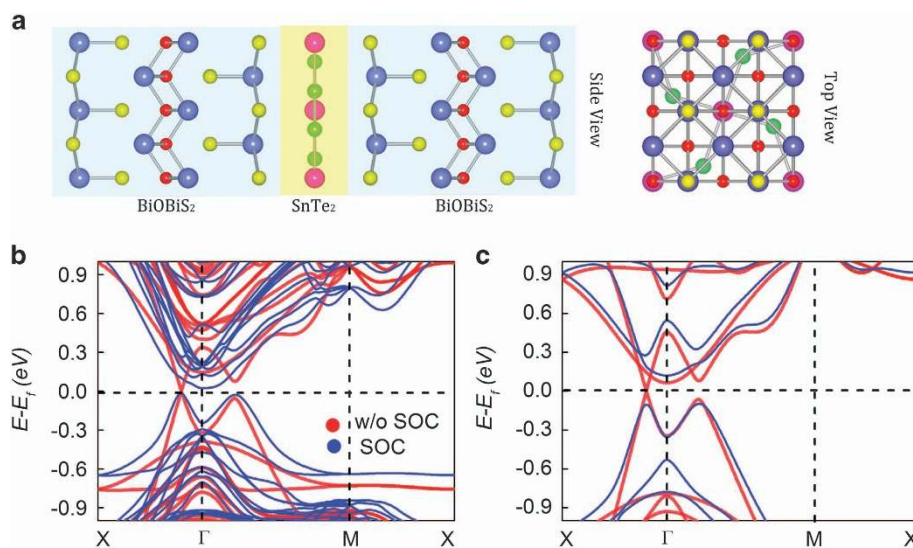 a
BiOBiS₂
SnTe₂
BiOBiS₂
Side View
Top View
b
E-E_f (eV)
0.9
0.6
0.3
0.0
-0.3
-0.6
-0.9
w/o SOC
SOC
X
Γ
M
X
c
E-E_f (eV)
0.9
0.6
0.3
0.0
-0.3
-0.6
-0.9
X
Γ
M
X